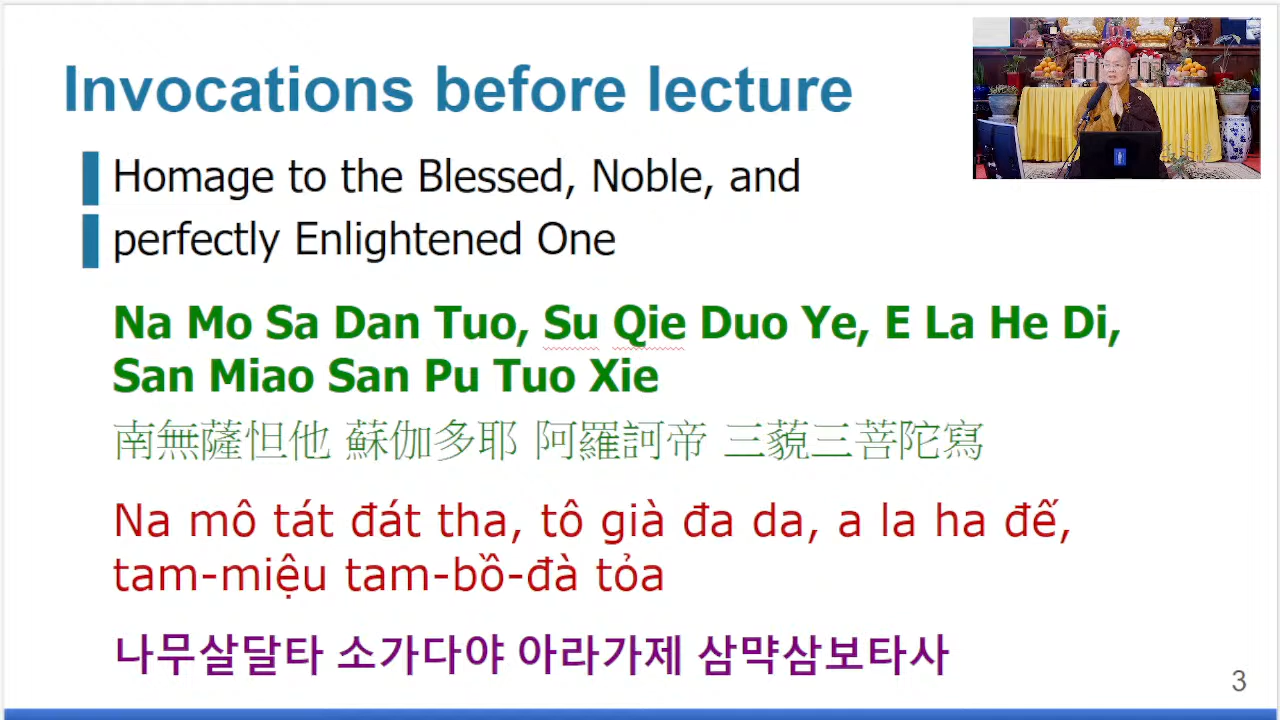 Invocations before lecture
Homage to the Blessed, Noble, and
perfectly Enlightened One
Na Mo Sa Dan Tuo, Su Qie Duo Ye, E La He Di,
San Miao San Pu Tuo Xie
南無薩怛他 蘇伽多耶 阿羅訶帝 三藐三菩陀寫
Na mô tát đát tha, tô già đa da, a la ha đế,
tam-miệu tam-bồ-đà tỏa
나무살달타 소가다야 아라가제 삼먁삼보타사
3